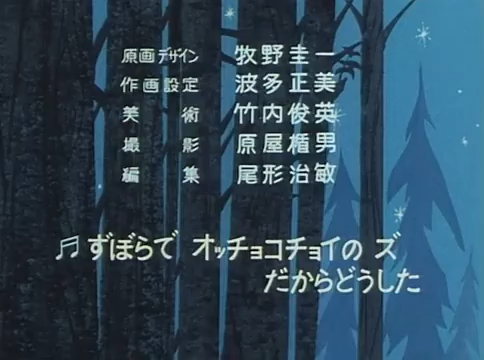 原画デザイン 牧野圭一
作画設定 波多正美
美術 竹内俊英
撮影 原屋楯男
編集 尾形治敏
♬ずぼらで オッチョコチョイの ズ
だからどうした